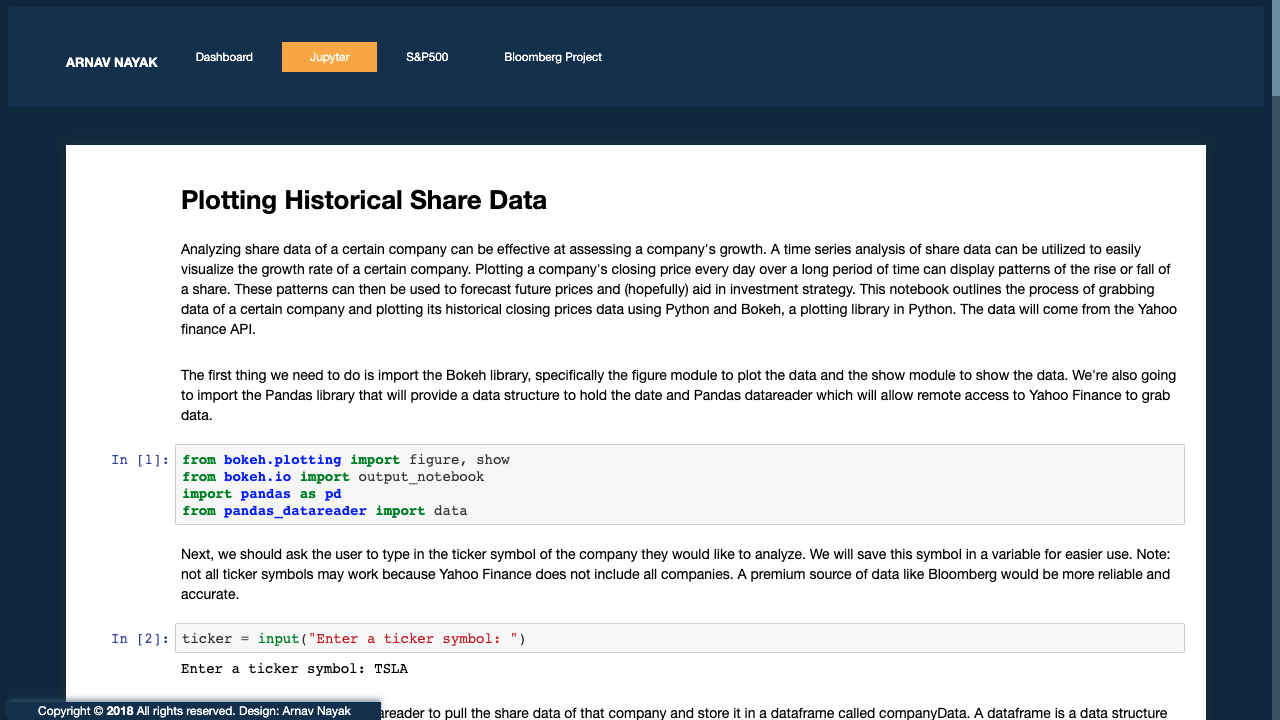 ARNAV NAYAK Dashboard Jupyter S&P500 Bloomberg Project
Plotting Historical Share Data
Analyzing share data of a certain company can be effective at assessing a company's growth. A time series analysis of share data can be utilized to easily
visualize the growth rate of a certain company. Plotting a company's closing price every day over a long period of time can display patterns of the rise or fall of
a share. These patterns can then be used to forecast future prices and (hopefully) aid in investment strategy. This notebook outlines the process of grabbing
data of a certain company and plotting its historical closing prices data using Python and Bokeh, a plotting library in Python. The data will come from the Yahoo
finance API.
The first thing we need to do is import the Bokeh library, specifically the figure module to plot the data and the show module to show the data. We're also going
to import the Pandas library that will provide a data structure to hold the date and Pandas datareader which will allow remote access to Yahoo Finance to grab
data.
In [1]: from bokeh.plotting import figure, show
from bokeh.io import output_notebook
import pandas as pd
from pandas_datareader import data
Next, we should ask the user to type in the ticker symbol of the company they would like to analyze. We will save this symbol in a variable for easier use. Note:
not all ticker symbols may work because Yahoo Finance does not include all companies. A premium source of data like Bloomberg would be more reliable and
accurate.
In [2]: ticker = input("Enter a ticker symbol: ")
Enter a ticker symbol: TSLA
areader to pull the share data of that company and store it in a dataframe called companyData. A dataframe is a data structure
Copyright © 2018 All rights reserved. Design: Arnav Nayak